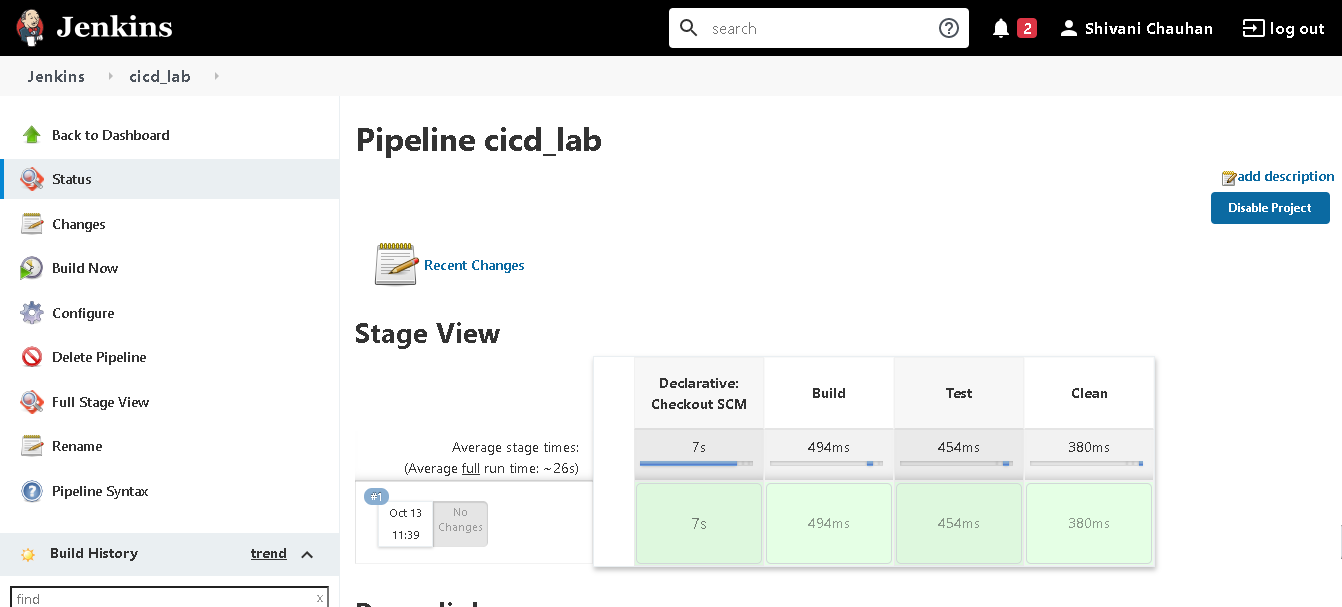 Jenkins
search
2
Shivani Chauhan
log out
Jenkins
cicd_lab
Back to Dashboard
Status
Changes
Build Now
Configure
Delete Pipeline
Full Stage View
Rename
Pipeline Syntax
Build History
trend
find
x
Pipeline cicd_lab
add description
Disable Project
Recent Changes
Stage View
Declarative:
Checkout SCM
Build
Test
Clean
Average stage times:
(Average full run time: ~26s)
7s
494ms
454ms
380ms
#1
Oct 13
11:39
No
Changes
7s
494ms
454ms
380ms